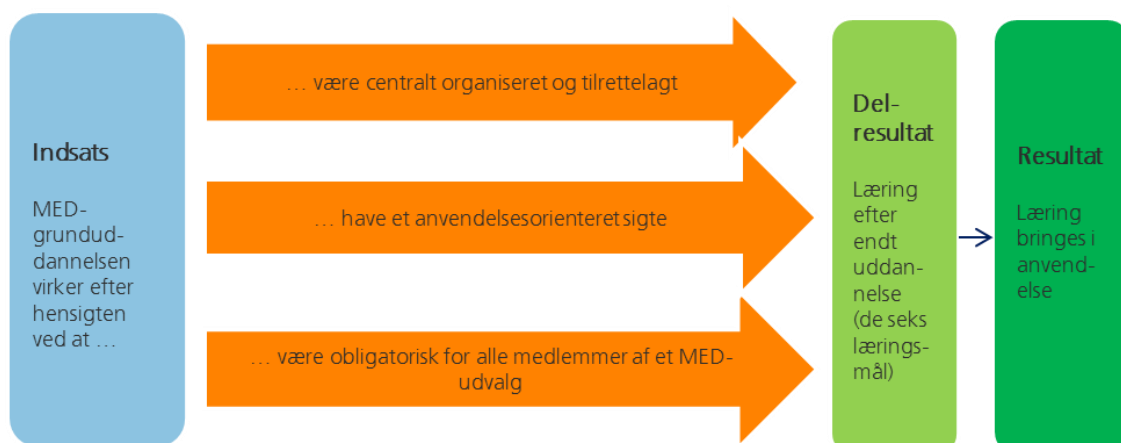 Indsats
MED-
grundud-
dannelsen
virker efter
hensigten
ved at …
… være centralt organiseret og tilrettelagt
… have et anvendelsesorienteret sigte
… være obligatorisk for alle medlemmer af et MED-
udvalg
Del-
resultat
Læring
efter
endt
uddan-
nelse
(de seks
lærings-
mål)
Resultat
Læring
bringes i
anvend-
else